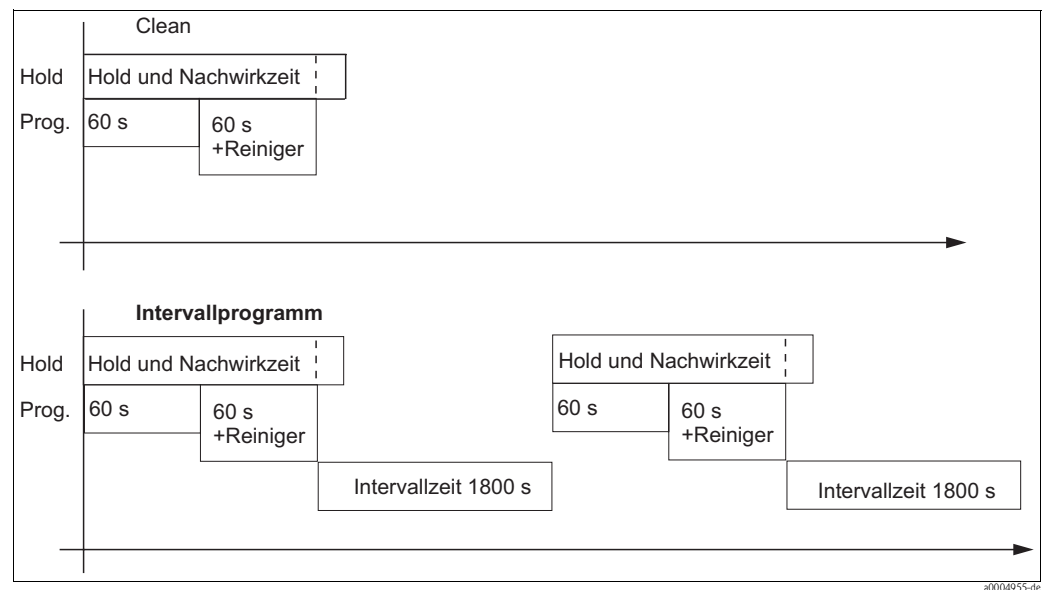 Clean
Hold
Hold und Nachwirkzeit
Prog.
60 s
60 s
+Reiniger
Intervallprogramm
Hold
Hold und Nachwirkzeit
Hold und Nachwirkzeit
Prog.
60 s
60 s
+Reiniger
60 s
60 s
+Reiniger
Intervallzeit 1800 s
Intervallzeit 1800 s
a0004955-de